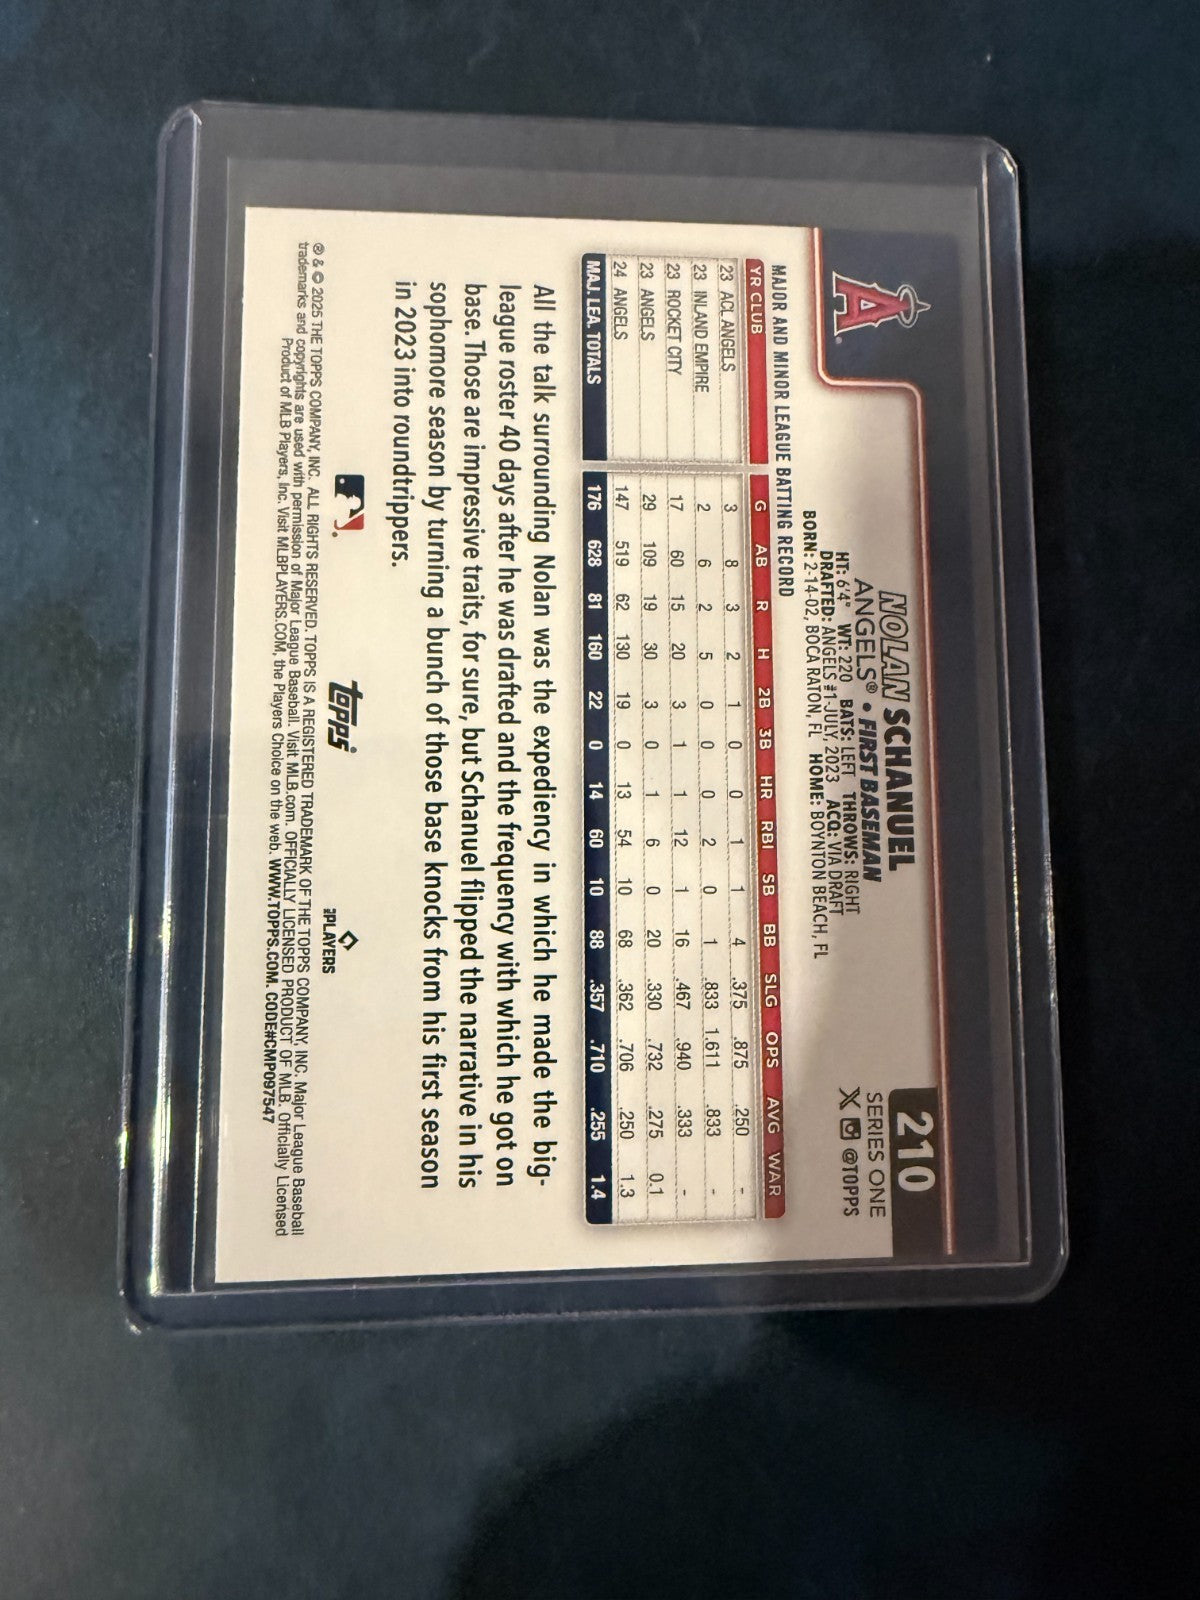 210
SERIES ONE
X @TOPPS
A
NOLAN SCHANUEL
ANGELS® • FIRST BASEMAN
HT: 6'4" WT: 220 BATS: LEFT THROWS: RIGHT
DRAFTED: ANGELS #1-JULY, 2023 ACQ: VIA DRAFT
BORN: 2-14-02, BOCA RATON, FL HOME: BOYNTON BEACH, FL
MAJOR AND MINOR LEAGUE BATTING RECORD
YR CLUB G AB R H 2B 3B HR RBI SB BB SLG OPS AVG WAR
23 ACL ANGELS 3 8 3 2 1 0 0 1 1 4 .375 .875 .250 -
23 INLAND EMPIRE 2 6 2 5 0 0 0 2 0 1 .833 1.611 .833 -
23 ROCKET CITY 17 60 15 20 3 1 1 12 1 16 .467 .940 .333 -
23 ANGELS 29 109 19 30 3 0 1 6 0 20 .330 .732 .275 0.1
24 ANGELS 147 519 62 130 19 0 13 54 10 68 .362 .706 .250 1.3
MAJ. LEA. TOTALS 176 628 81 160 22 0 14 60 10 88 .357 .710 .255 1.4
All the talk surrounding Nolan was the expediency in which he made the big-
league roster 40 days after he was drafted and the frequency with which he got on
base. Those are impressive traits, for sure, but Schanuel flipped the narrative in his
sophomore season by turning a bunch of those base knocks from his first season
in 2023 into roundtrippers.
topps
PLAYERS
® & © 2025 THE TOPPS COMPANY, INC. ALL RIGHTS RESERVED. TOPPS IS A REGISTERED TRADEMARK OF THE TOPPS COMPANY, INC. Major League Baseball
trademarks and copyrights are used with permission of Major League Baseball. Visit MLB.com. OFFICIALLY LICENSED PRODUCT OF MLB. Officially Licensed
Product of MLB Players, Inc. Visit MLBPLAYERS.COM, the Players Choice on the web. WWW.TOPPS.COM. CODE#CMP097547